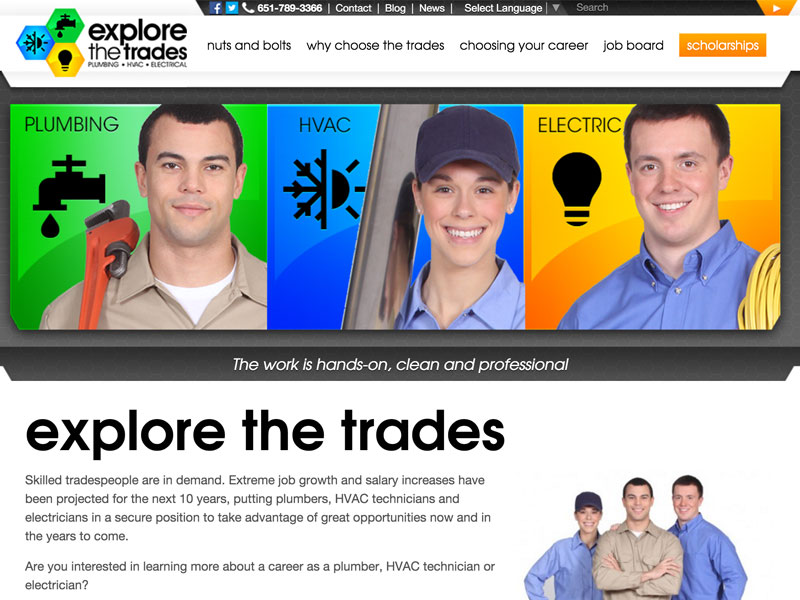 651-789-3366 | Contact | Blog | News | Select Language | ▼ Search
explore
the trades
PLUMBING • HVAC • ELECTRICAL
nuts and bolts why choose the trades choosing your career job board scholarships
PLUMBING
HVAC
ELECTRIC
The work is hands-on, clean and professional
explore the trades
Skilled tradespeople are in demand. Extreme job growth and salary increases have
been projected for the next 10 years, putting plumbers, HVAC technicians and
electricians in a secure position to take advantage of great opportunities now and in
the years to come.
Are you interested in learning more about a career as a plumber, HVAC technician or
electrician?